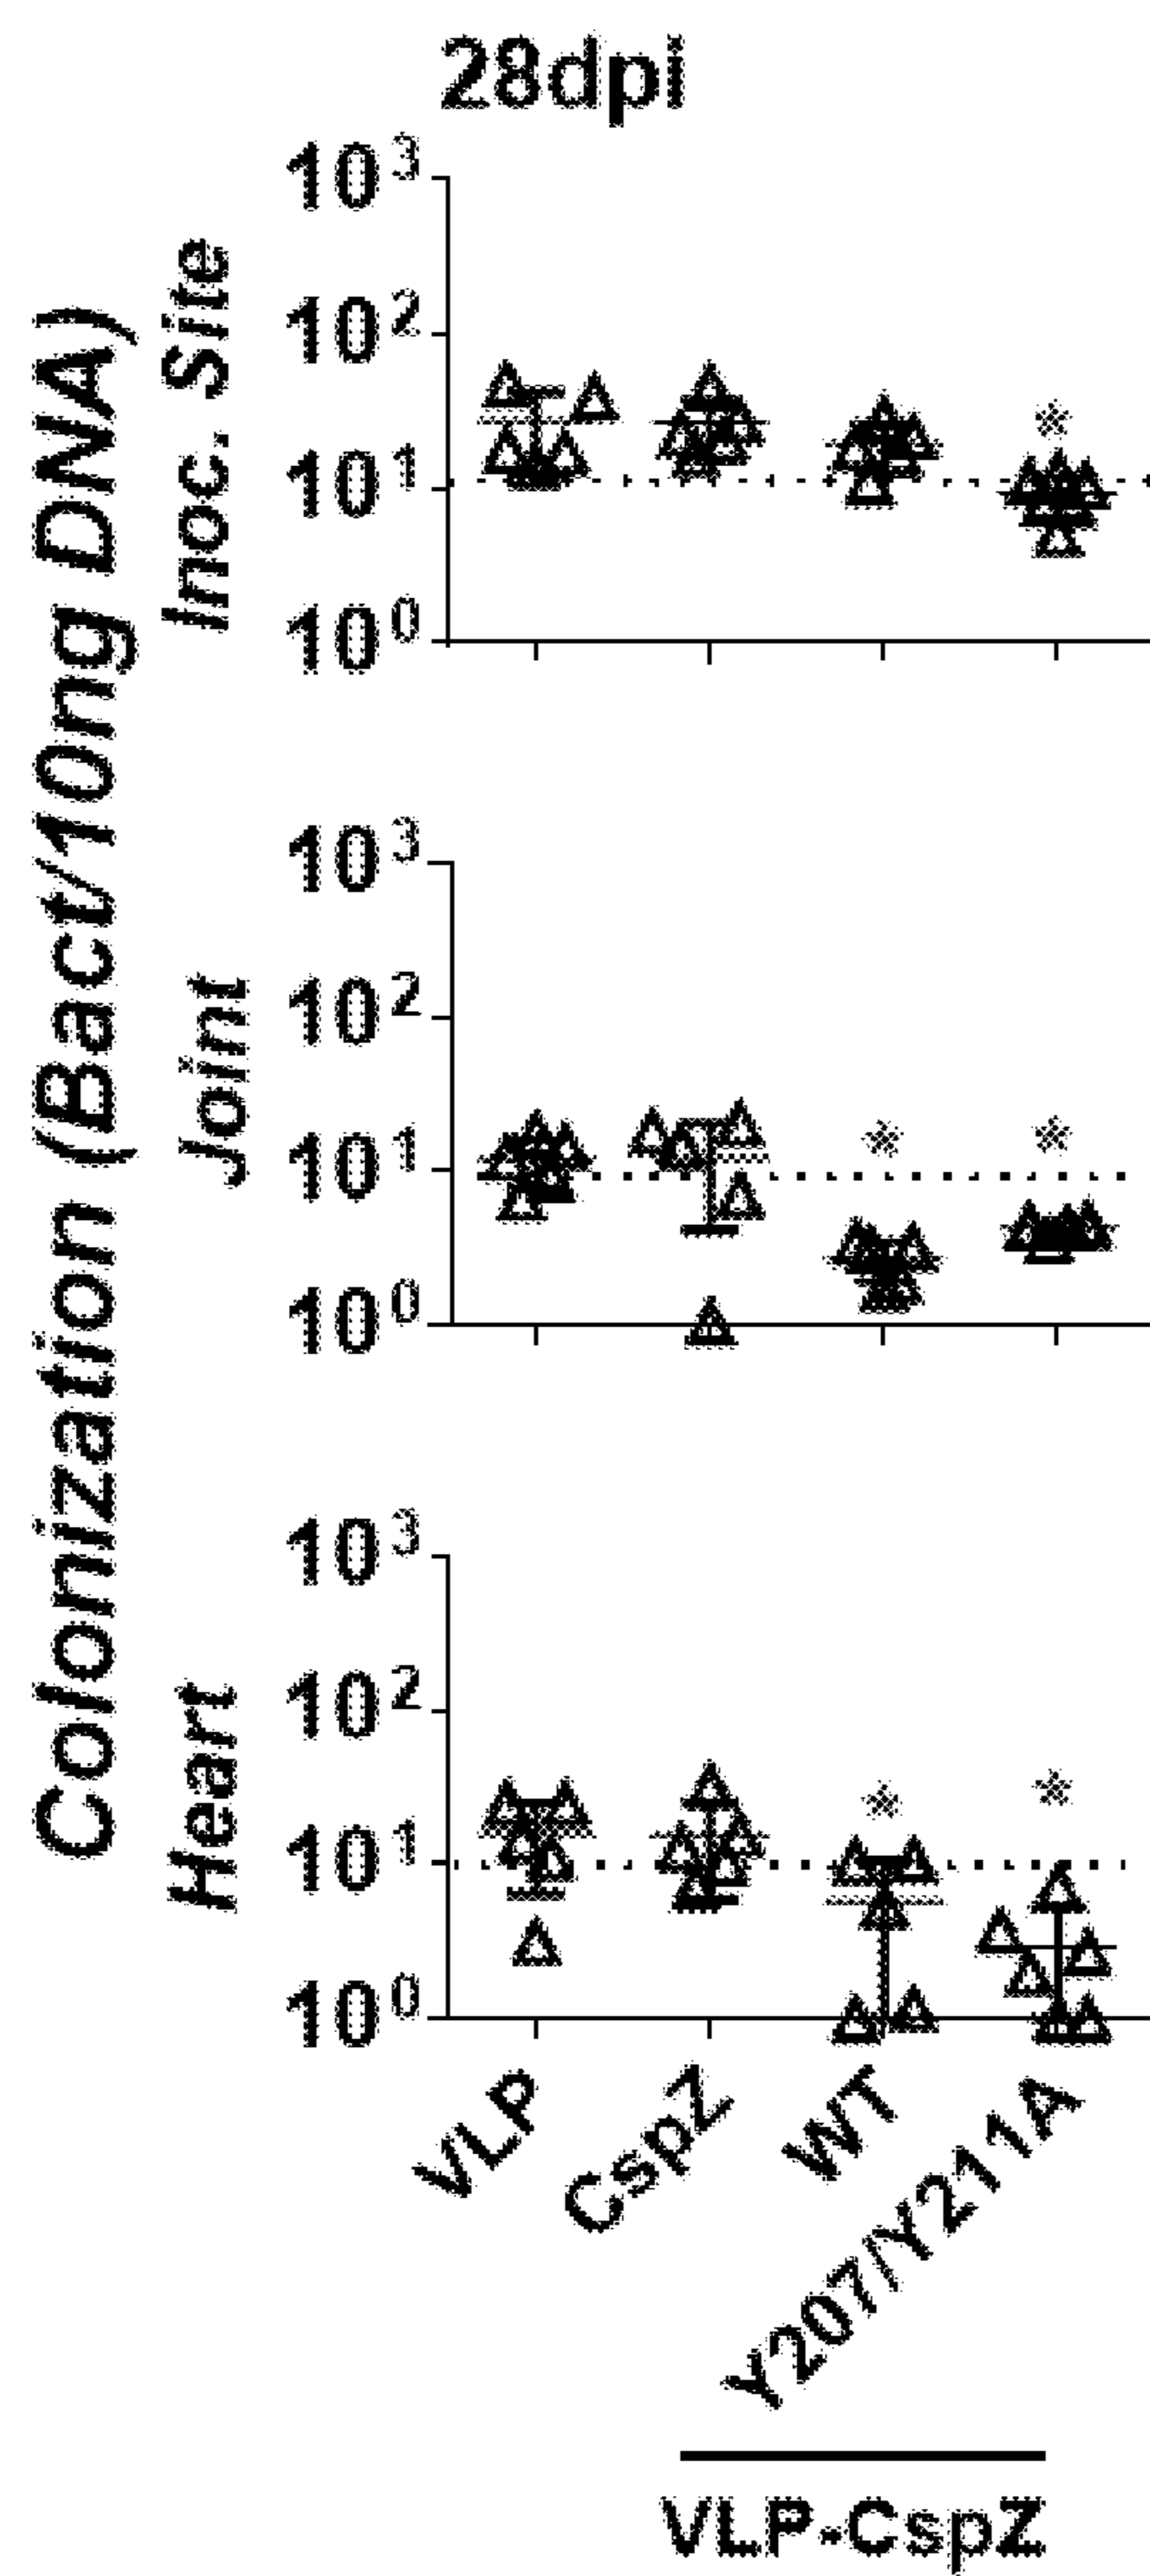 28dpi
Colonization (Bact/10ng DNA)
Inoc. Site
10³
10²
10¹
10⁰
*
Joint
10³
10²
10¹
10⁰
* *
Heart
10³
10²
10¹
10⁰
* *
VLP
CspZ
WT
Y207/Y211A
VLP-CspZ